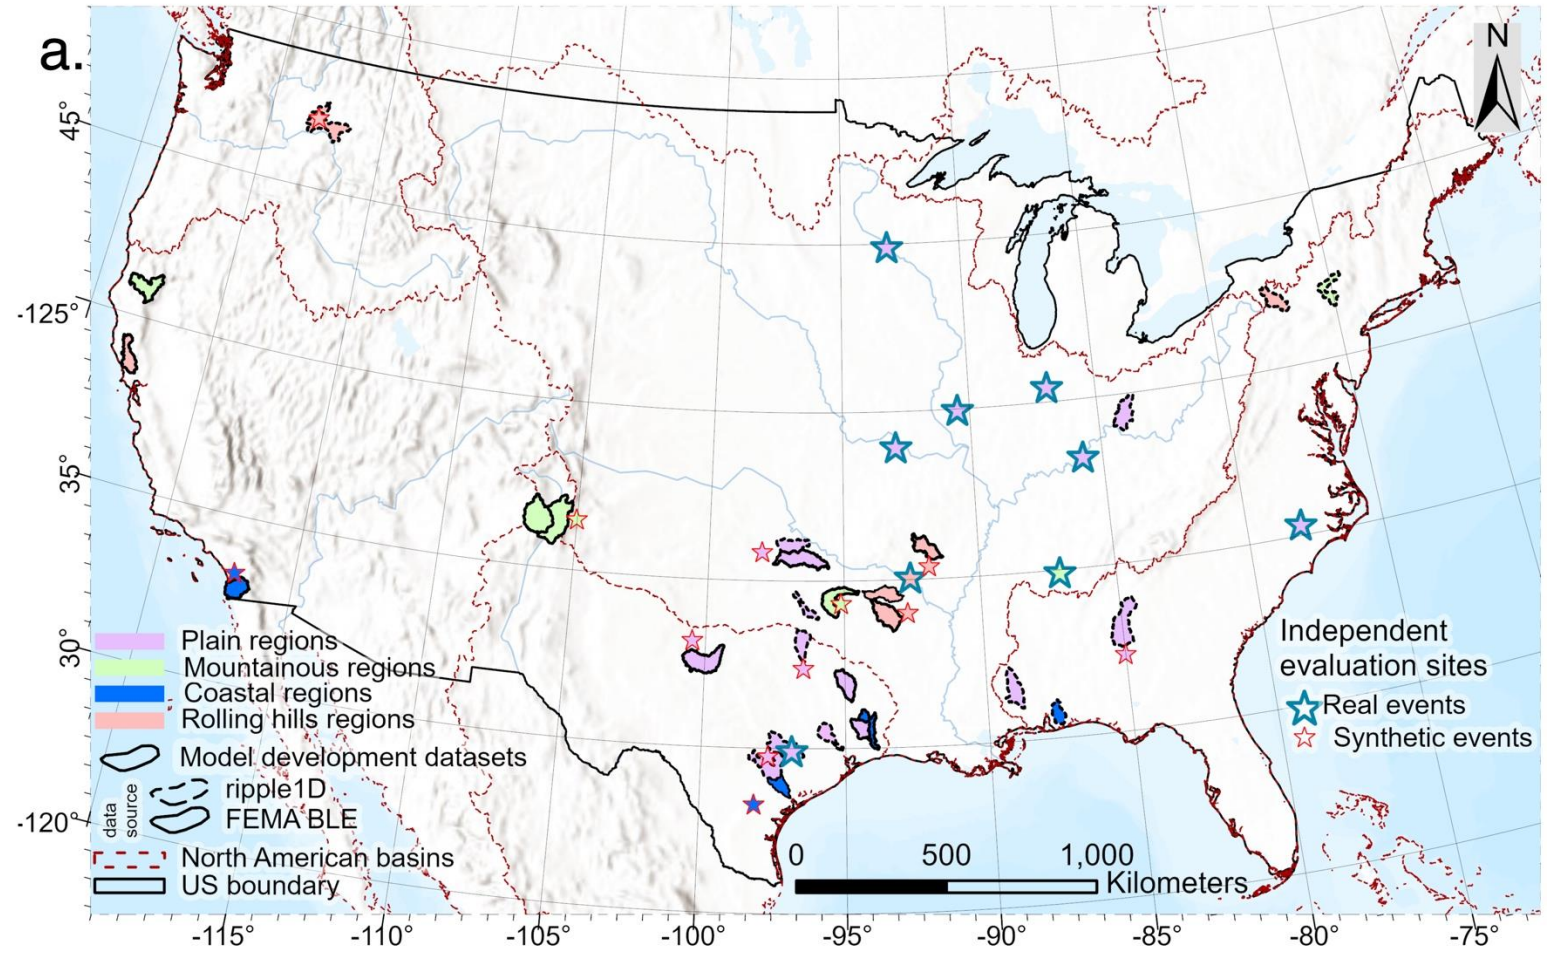 a.
N
45°
-125°
35°
30°
-120°
Plain regions
Mountainous regions
Coastal regions
Rolling hills regions
Model development datasets
data
source
ripple1D
FEMA BLE
North American basins
US boundary
Independent
evaluation sites
Real events
Synthetic events
0 500 1,000
Kilometers
-115° -110° -105° -100° -95° -90° -85° -80° -75°